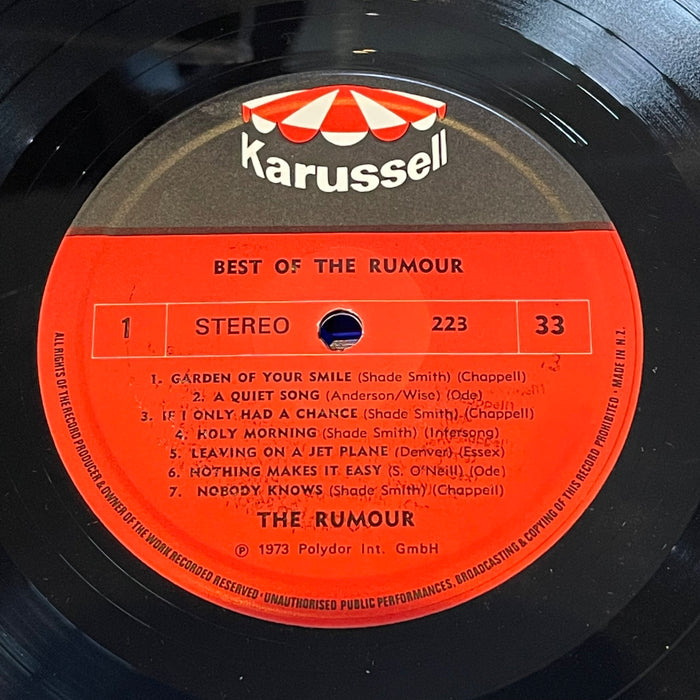 Karussell
BEST OF THE RUMOUR
1 STEREO 223 33
1. GARDEN OF YOUR SMILE (Shade Smith) (Chappell)
2. A QUIET SONG (Anderson/Wise) (Ode)
3. IF I ONLY HAD A CHANCE (Shade Smith) (Chappell)
4. HOLY MORNING (Shade Smith) (Intersong)
5. LEAVING ON A JET PLANE (Denver) (Essex)
6. NOTHING MAKES IT EASY (S. O'Neill) (Ode)
7. NOBODY KNOWS (Shade Smith) (Chappell)
THE RUMOUR
Ⓟ 1973 Polydor Int. GmbH
ALL RIGHTS OF THE RECORD PRODUCER & OWNER OF THE WORK RECORDED RESERVED · UNAUTHORISED PUBLIC PERFORMANCES, BROADCASTING & COPYING OF THIS RECORD PROHIBITED · MADE IN N.Z.